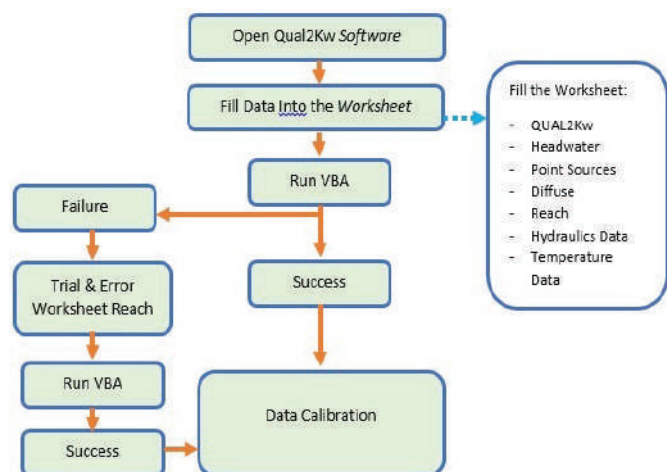 Open Qual2Kw Software
Fill Data Into the Worksheet
Run VBA
Failure
Trial & Error
Worksheet Reach
Run VBA
Success
Success
Data Calibration
Fill the Worksheet:
- QUAL2Kw
- Headwater
- Point Sources
- Diffuse
- Reach
- Hydraulics Data
- Temperature
Data